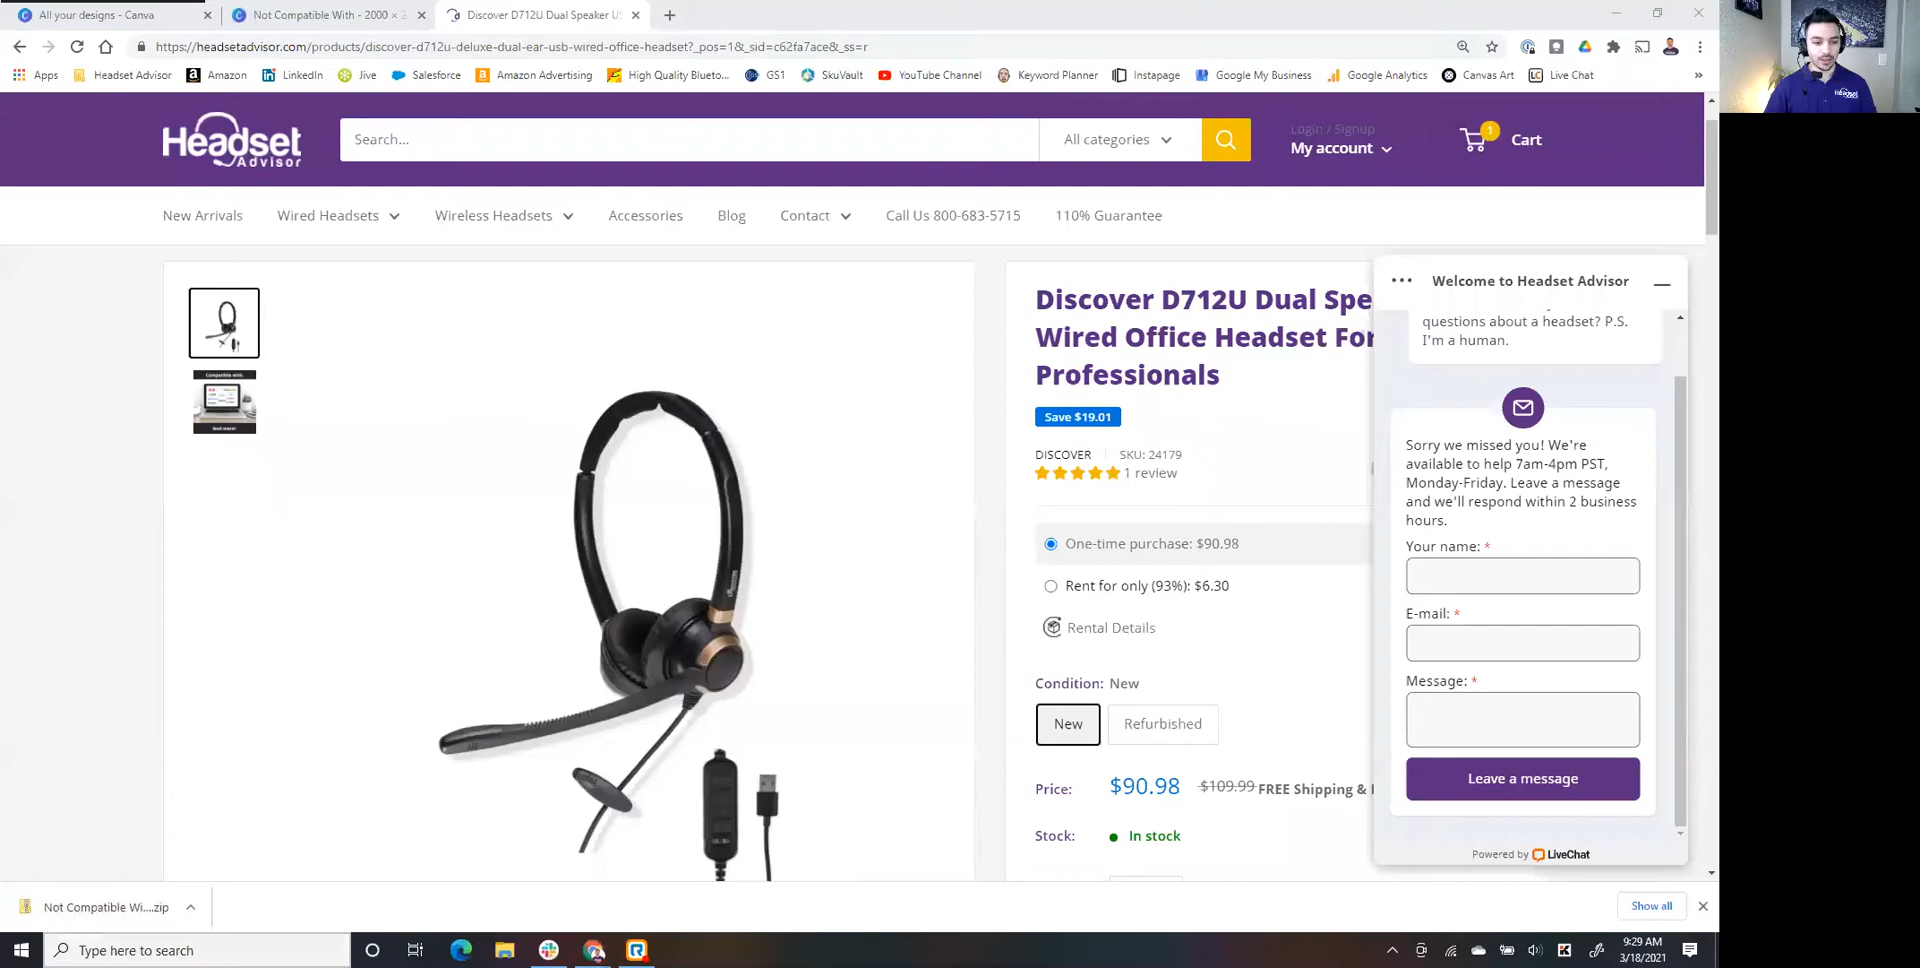 All your designs - Canva
Not Compatible With - 2000 × 2
Discover D712U Dual Speaker US
https://headsetadvisor.com/products/discover-d712u-deluxe-dual-ear-usb-wired-office-headset?_pos=1&_sid=c62fa7ace&_ss=r
Apps Headset Advisor Amazon LinkedIn Jive Salesforce Amazon Advertising High Quality Blueto... GS1 SkuVault YouTube Channel Keyword Planner Instapage Google My Business Google Analytics Canvas Art Live Chat
Headset Advisor
Search...
All categories
Login / Signup
My account
1
Cart
New Arrivals Wired Headsets Wireless Headsets Accessories Blog Contact Call Us 800-683-5715 110% Guarantee
Compatible with:
Discover D712U Dual Spe
Wired Office Headset For
Professionals
Save $19.01
DISCOVER SKU: 24179
1 review
One-time purchase: $90.98
Rent for only (93%): $6.30
Rental Details
Condition: New
New Refurbished
Price: $90.98 $109.99 FREE Shipping &
Stock: In stock
Welcome to Headset Advisor
questions about a headset? P.S.
I'm a human.
Sorry we missed you! We're
available to help 7am-4pm PST,
Monday-Friday. Leave a message
and we'll respond within 2 business
hours.
Your name: *
E-mail: *
Message: *
Leave a message
Powered by LiveChat
Not Compatible Wi....zip
Show all
Type here to search
9:29 AM
3/18/2021
Headset